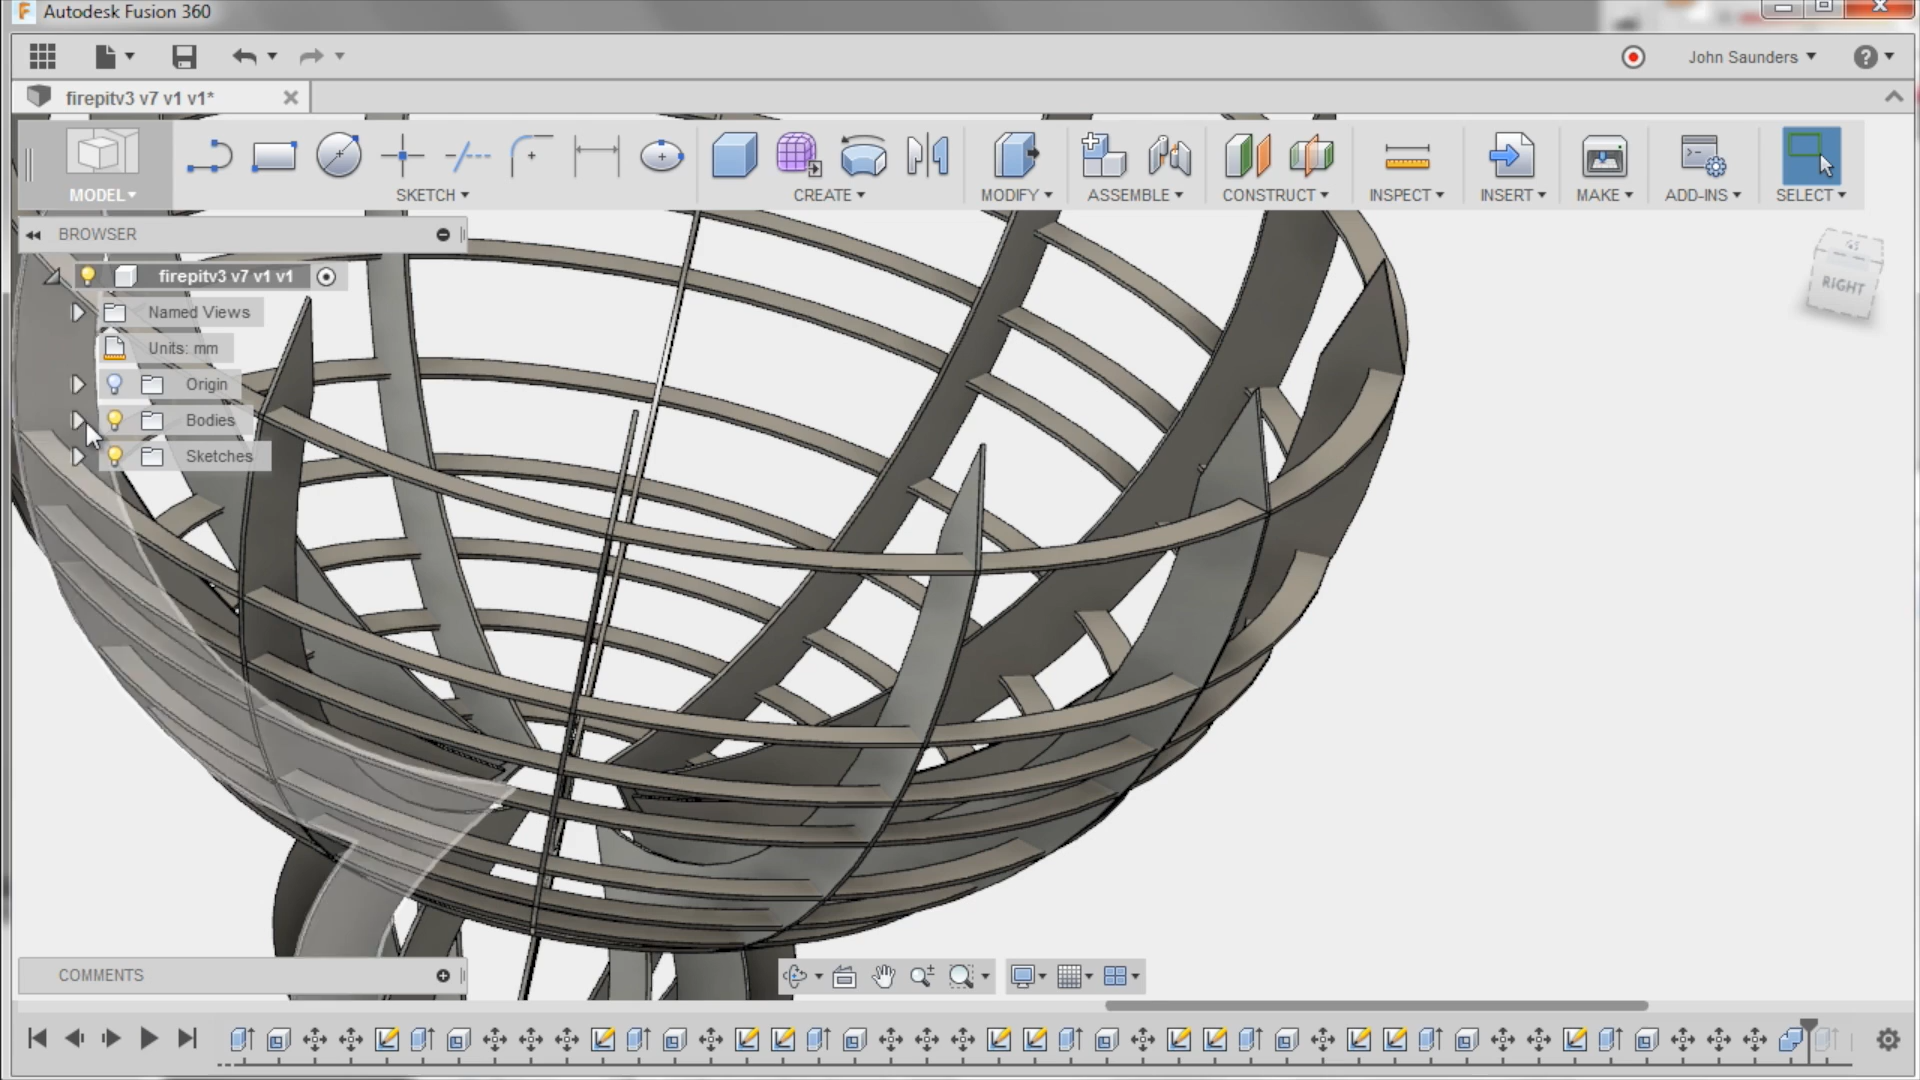 Autodesk Fusion 360
John Saunders
firepitv3 v7 v1 v1*
MODEL
SKETCH
CREATE
MODIFY
ASSEMBLE
CONSTRUCT
INSPECT
INSERT
MAKE
ADD-INS
SELECT
BROWSER
firepitv3 v7 v1 v1
Named Views
Units: mm
Origin
Bodies
Sketches
RIGHT
COMMENTS